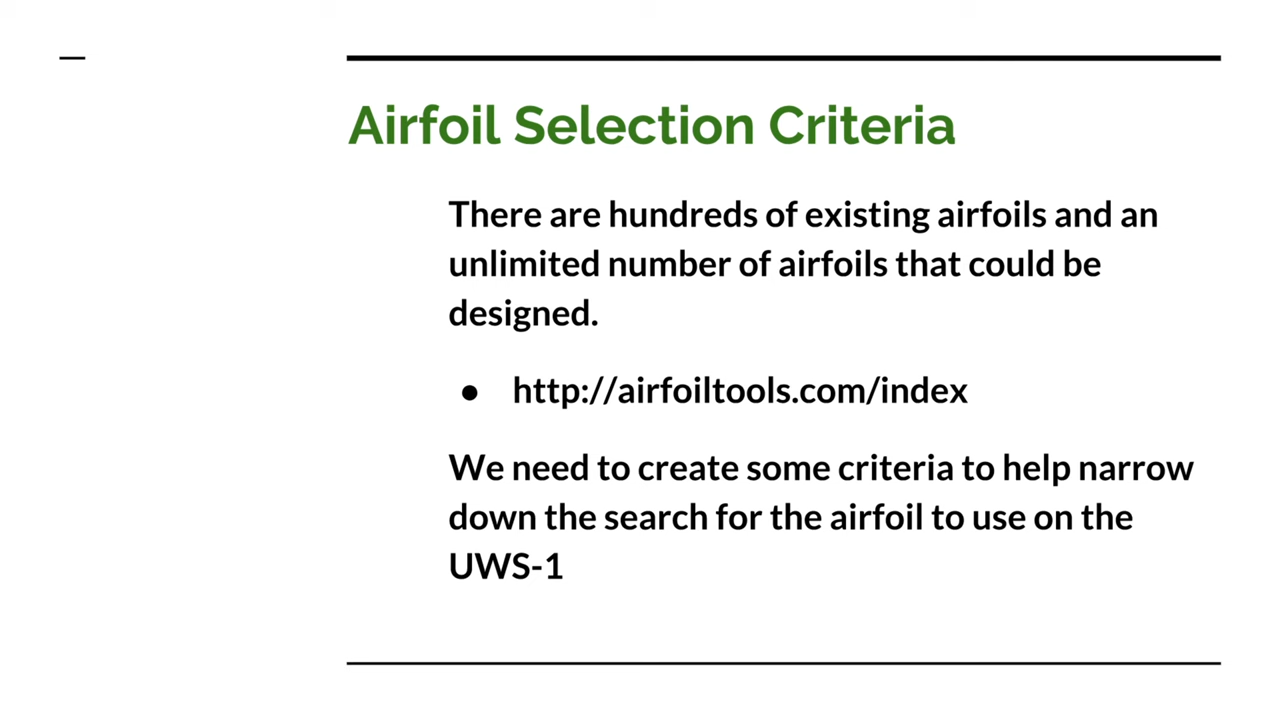 Airfoil Selection Criteria
There are hundreds of existing airfoils and an
unlimited number of airfoils that could be
designed.
● http://airfoiltools.com/index
We need to create some criteria to help narrow
down the search for the airfoil to use on the
UWS-1